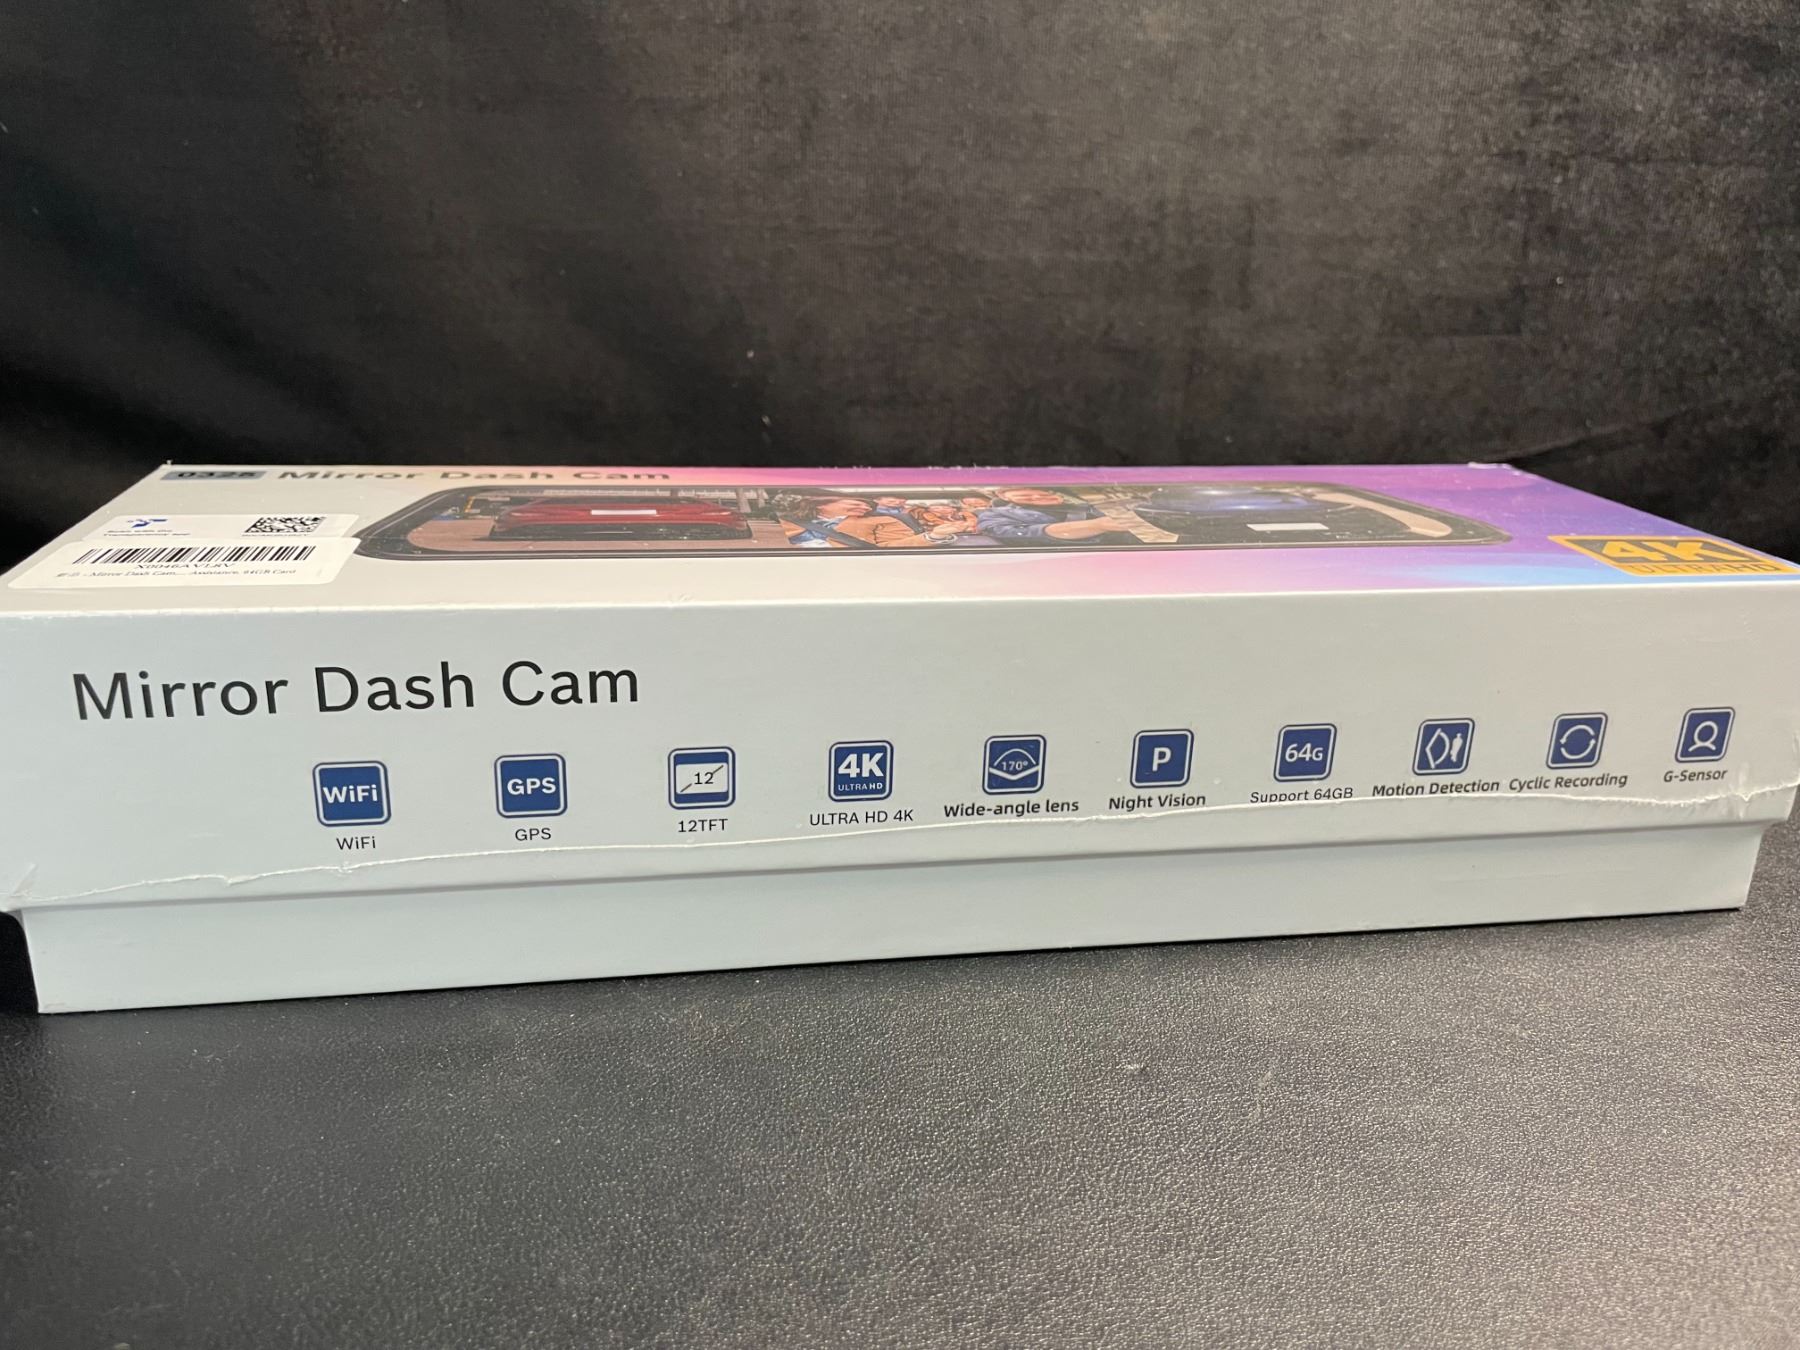 Mirror Dash Cam
Mirror Dash Cam
4K
ULTRA HD
WiFi
GPS
12
4K
ULTRA HD
170°
P
64G
WiFi
GPS
12TFT
ULTRA HD 4K
Wide-angle lens
Night Vision
Support 64GB
Motion Detection
Cyclic Recording
G-Sensor